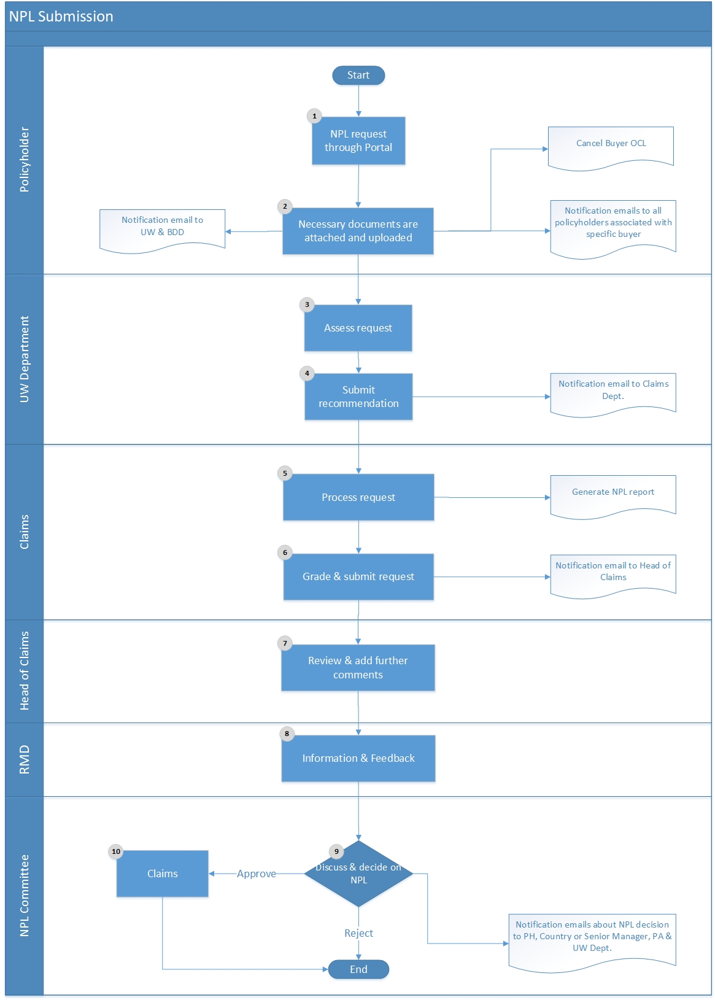 NPL Submission
Policyholder
Start
1
NPL request
through Portal
Cancel Buyer OCL
2
Necessary documents are
attached and uploaded
Notification email to
UW & BDD
Notification emails to all
policyholders associated with
specific buyer
UW Department
3
Assess request
4
Submit
recommendation
Notification email to Claims
Dept.
Claims
5
Process request
Generate NPL report
6
Grade & submit request
Notification email to Head of
Claims
Head of Claims
7
Review & add further
comments
RMD
8
Information & Feedback
NPL Committee
9
Discuss & decide on
NPL
Approve
10
Claims
Reject
Notification emails about NPL decision
to PH, Country or Senior Manager, PA &
UW Dept.
End